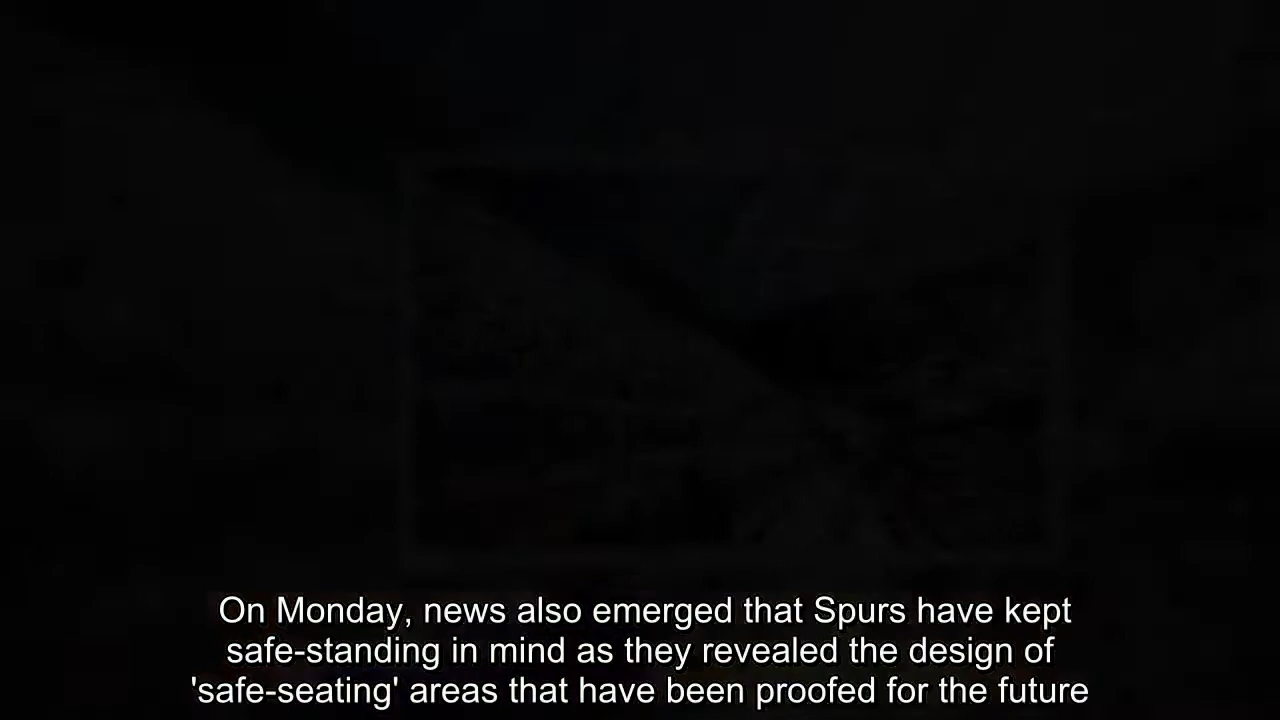 On Monday, news also emerged that Spurs have kept
safe-standing in mind as they revealed the design of
'safe-seating' areas that have been proofed for the future